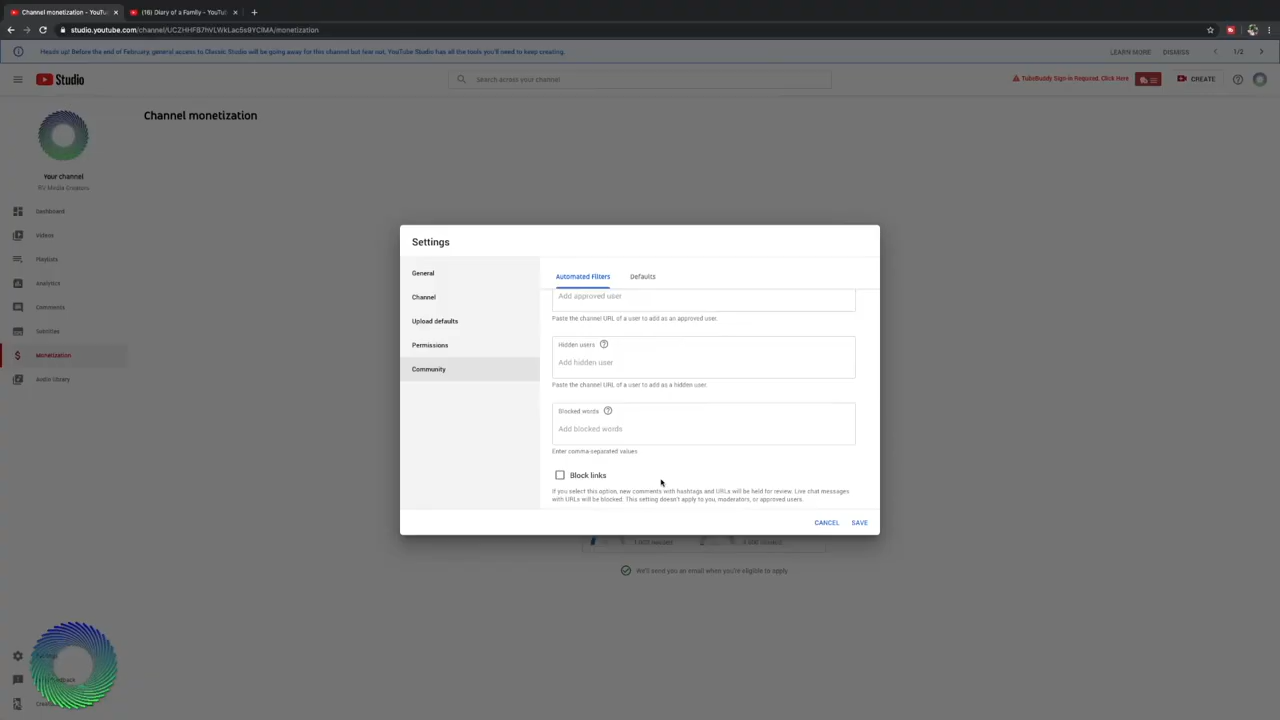 Channel monetization - YouTu
(16) Diary of a Family - YouTu
studio.youtube.com/channel/UCZHHFB7hVLWkLac5s8YCIMA/monetization
Heads up! Before the end of February, general access to Classic Studio will be going away for this channel but fear not, YouTube Studio has all the tools you'll need to keep creating.
LEARN MORE
DISMISS
1/2
Studio
Search across your channel
TubeBuddy Sign-in Required, Click Here
CREATE
Channel monetization
Your channel
RV Media Creations
Dashboard
Videos
Playlists
Analytics
Comments
Subtitles
Monetization
Audio Library
Settings
General
Channel
Upload defaults
Permissions
Community
Automated Filters
Defaults
Add approved user
Paste the channel URL of a user to add as an approved user.
Hidden users
Add hidden user
Paste the channel URL of a user to add as a hidden user.
Blocked words
Add blocked words
Enter comma-separated values
Block links
If you select this option, new comments with hashtags and URLs will be held for review. Live chat messages
with URLs will be blocked. This setting doesn't apply to you, moderators, or approved users.
CANCEL
SAVE
We'll send you an email when you're eligible to apply